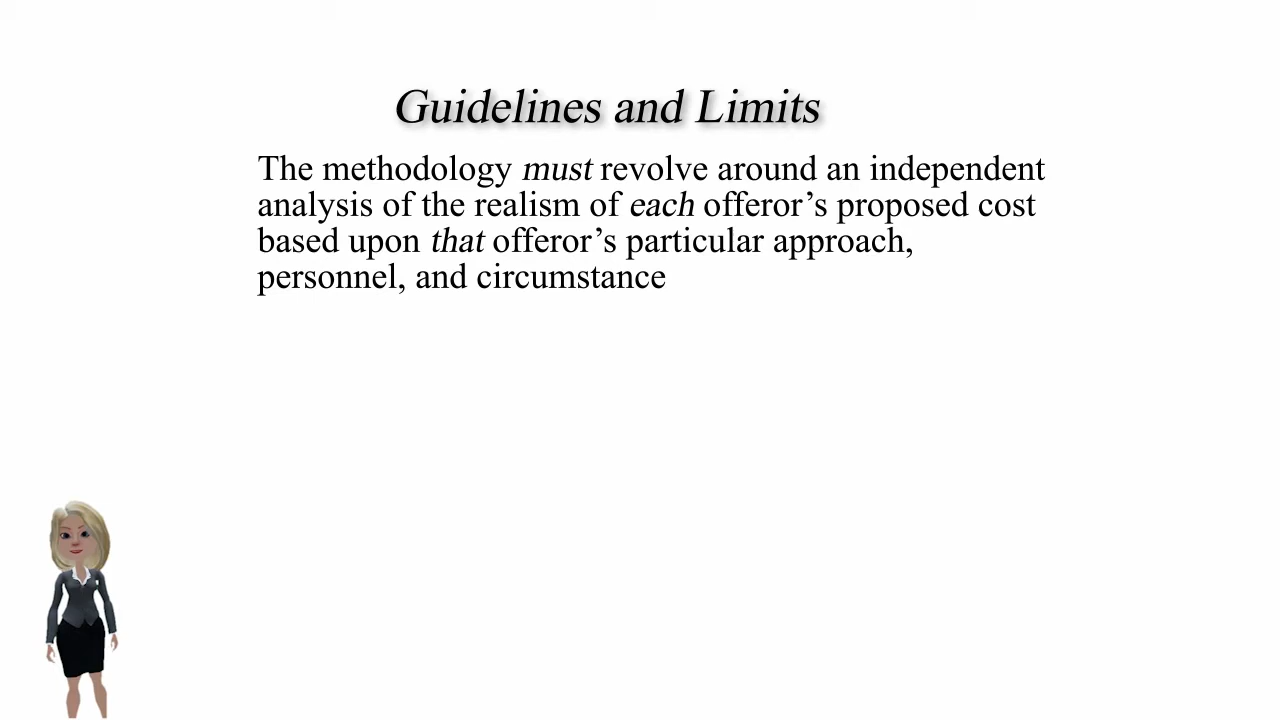 Guidelines and Limits
The methodology must revolve around an independent
analysis of the realism of each offeror’s proposed cost
based upon that offeror’s particular approach,
personnel, and circumstance